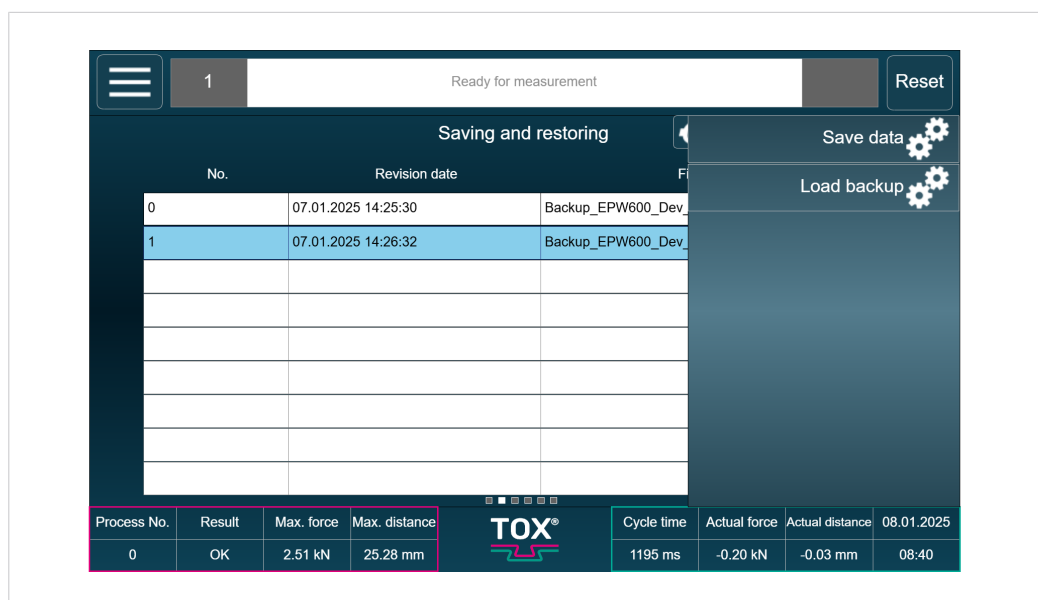 1
Ready for measurement
Reset
Saving and restoring
Save data
Load backup
No.
Revision date
Fi
0
07.01.2025 14:25:30
Backup_EPW600_Dev_
1
07.01.2025 14:26:32
Backup_EPW600_Dev_
Process No.
Result
Max. force
Max. distance
TOX®
Cycle time
Actual force
Actual distance
08.01.2025
0
OK
2.51 kN
25.28 mm
1195 ms
-0.20 kN
-0.03 mm
08:40